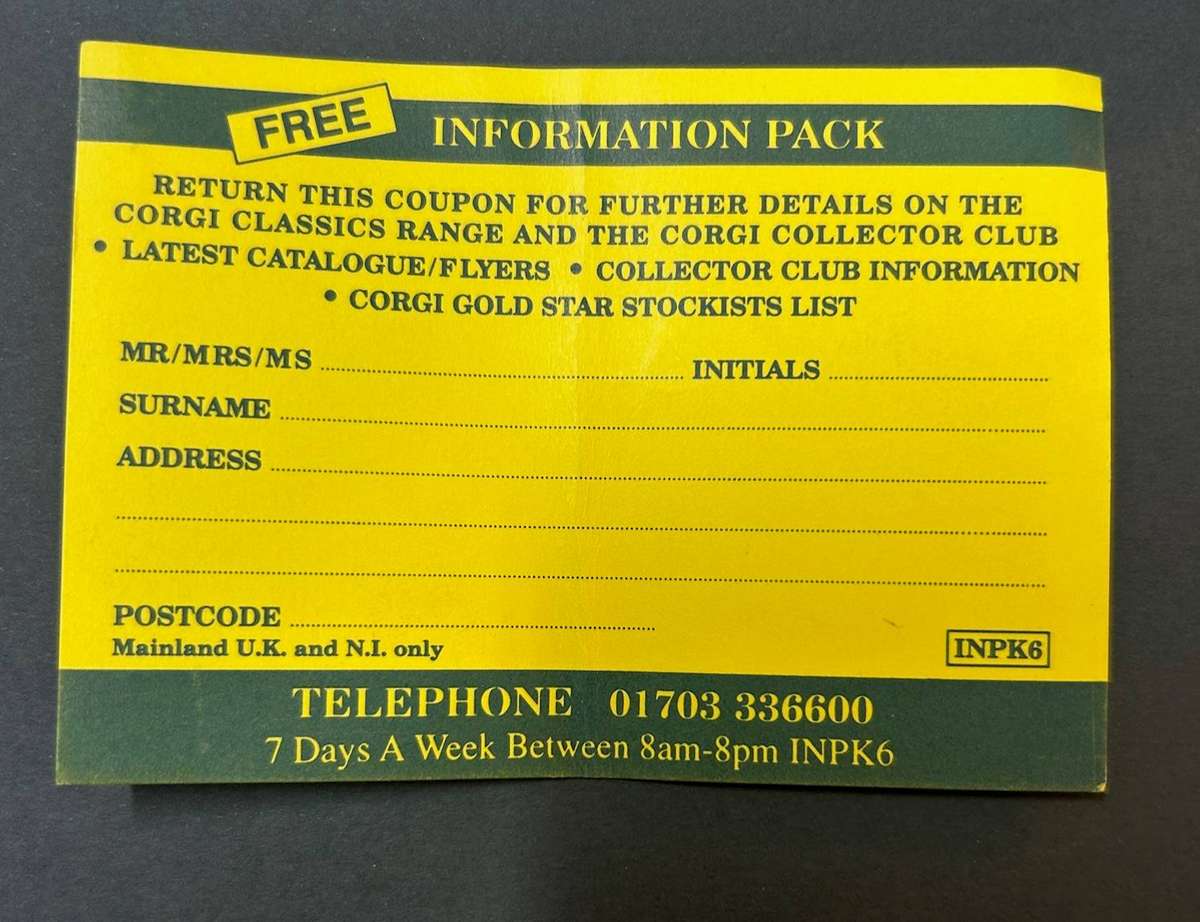 FREE INFORMATION PACK
RETURN THIS COUPON FOR FURTHER DETAILS ON THE
CORGI CLASSICS RANGE AND THE CORGI COLLECTOR CLUB
• LATEST CATALOGUE/FLYERS • COLLECTOR CLUB INFORMATION
• CORGI GOLD STAR STOCKISTS LIST
MR/MRS/MS ........ INITIALS ........
SURNAME ........
ADDRESS ........
POSTCODE ........
Mainland U.K. and N.I. only INPK6
TELEPHONE 01703 336600
7 Days A Week Between 8am-8pm INPK6